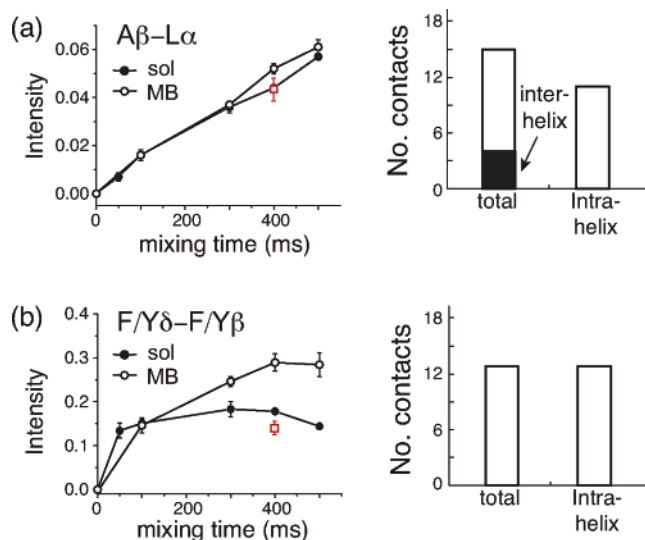 (a)
Aβ–Lα
sol
MB
Intensity
0.06
0.04
0.02
0.00
0 200 400
mixing time (ms)
No. contacts
18
12
6
0
inter-
helix
total
Intra-
helix
(b)
F/Yδ–F/Yβ
sol
MB
Intensity
0.4
0.3
0.2
0.1
0.0
0 200 400
mixing time (ms)
No. contacts
18
12
6
0
total
Intra-
helix